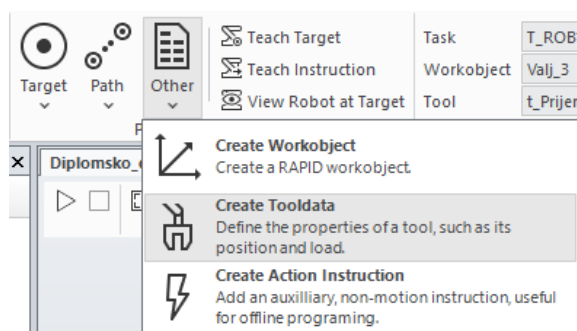 Target
Path
Other
Teach Target
Teach Instruction
View Robot at Target
Task
Workobject
Valj_3
Tool
Diplomsko_
Create Workobject
Create a RAPID workobject.
Create Tooldata
Define the properties of a tool, such as its
position and load.
Create Action Instruction
Add an auxilliary, non-motion instruction, useful
for offline programing.